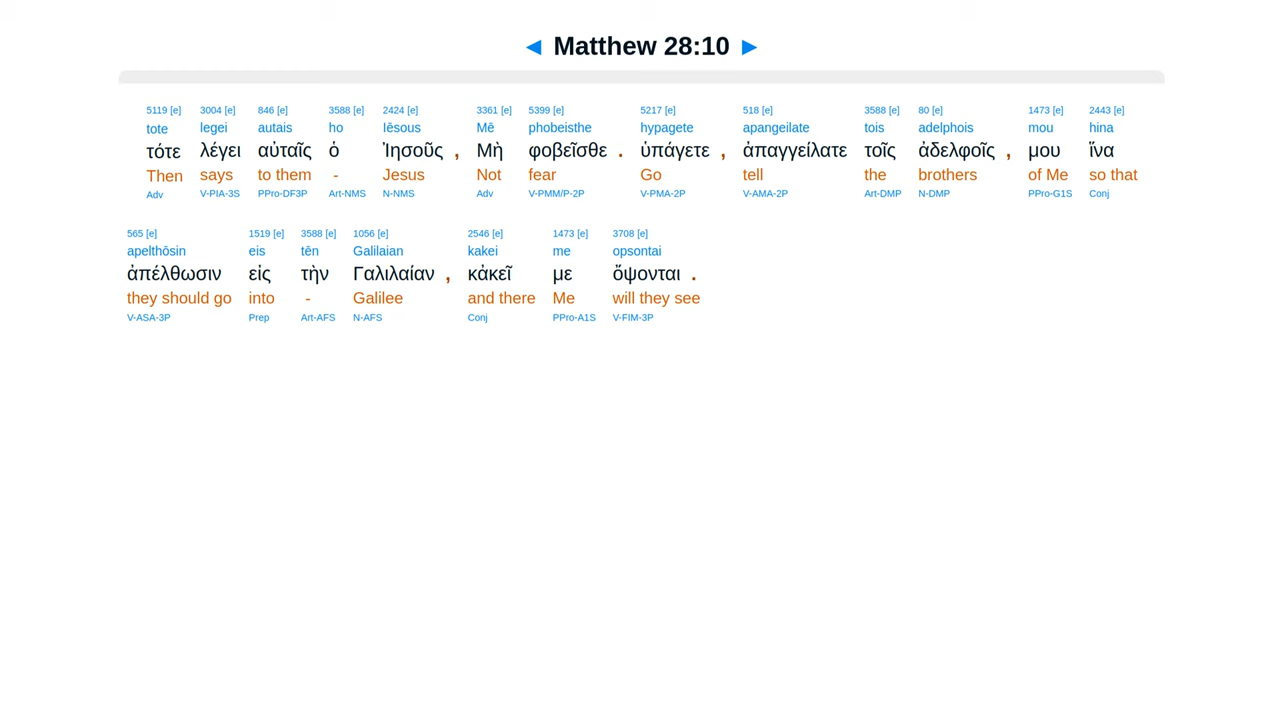 ◄ Matthew 28:10 ►
5119 [e] 3004 [e] 846 [e] 3588 [e] 2424 [e] 3361 [e] 5399 [e] 5217 [e] 518 [e] 3588 [e] 80 [e] 1473 [e] 2443 [e]
tote legei autais ho Iēsous Mē phobeisthe hypagete apangeilate tois adelphois mou hina
τότε λέγει αὐταῖς ὁ Ἰησοῦς , Μὴ φοβεῖσθε . ὑπάγετε , ἀπαγγείλατε τοῖς ἀδελφοῖς , μου ἵνα
Then says to them - Jesus Not fear Go tell the brothers of Me so that
Adv V-PIA-3S PPro-DF3P Art-NMS N-NMS Adv V-PMM/P-2P V-PMA-2P V-AMA-2P Art-DMP N-DMP PPro-G1S Conj
565 [e] 1519 [e] 3588 [e] 1056 [e] 2546 [e] 1473 [e] 3708 [e]
apelthōsin eis tēn Galilaian kakei me opsontai
ἀπέλθωσιν εἰς τὴν Γαλιλαίαν , κἀκεῖ με ὄψονται .
they should go into - Galilee and there Me will they see
V-ASA-3P Prep Art-AFS N-AFS Conj PPro-A1S V-FIM-3P